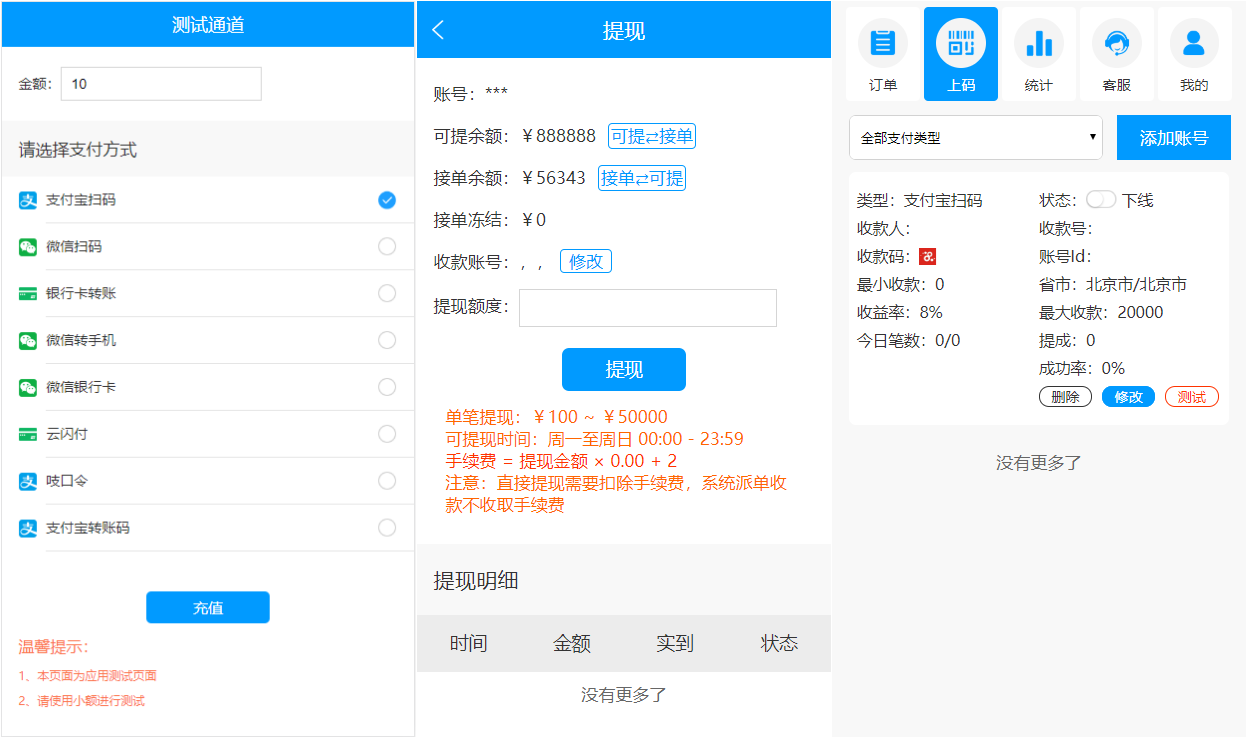 测试通道
金额：
10
请选择支付方式
支付宝扫码
微信扫码
银行卡转账
微信转手机
微信银行卡
云闪付
吱口令
支付宝转账码
充值
温馨提示：
1、本页面为应用测试页面
2、请使用小额进行测试
提现
账号：***
可提余额：￥888888 可提⇄接单
接单余额：￥56343 接单⇄可提
接单冻结：￥0
收款账号：，， 修改
提现额度：
提现
单笔提现：￥100 ~ ￥50000
可提现时间：周一至周日 00:00 - 23:59
手续费 = 提现金额 × 0.00 + 2
注意：直接提现需要扣除手续费，系统派单收
款不收取手续费
提现明细
时间 金额 实到 状态
没有更多了
订单 上码 统计 客服 我的
全部支付类型 添加账号
类型：支付宝扫码 状态： 下线
收款人： 收款号：
收款码： 账号Id：
最小收款：0 省市：北京市/北京市
收益率：8% 最大收款：20000
今日笔数：0/0 提成：0
成功率：0%
删除 修改 测试
没有更多了